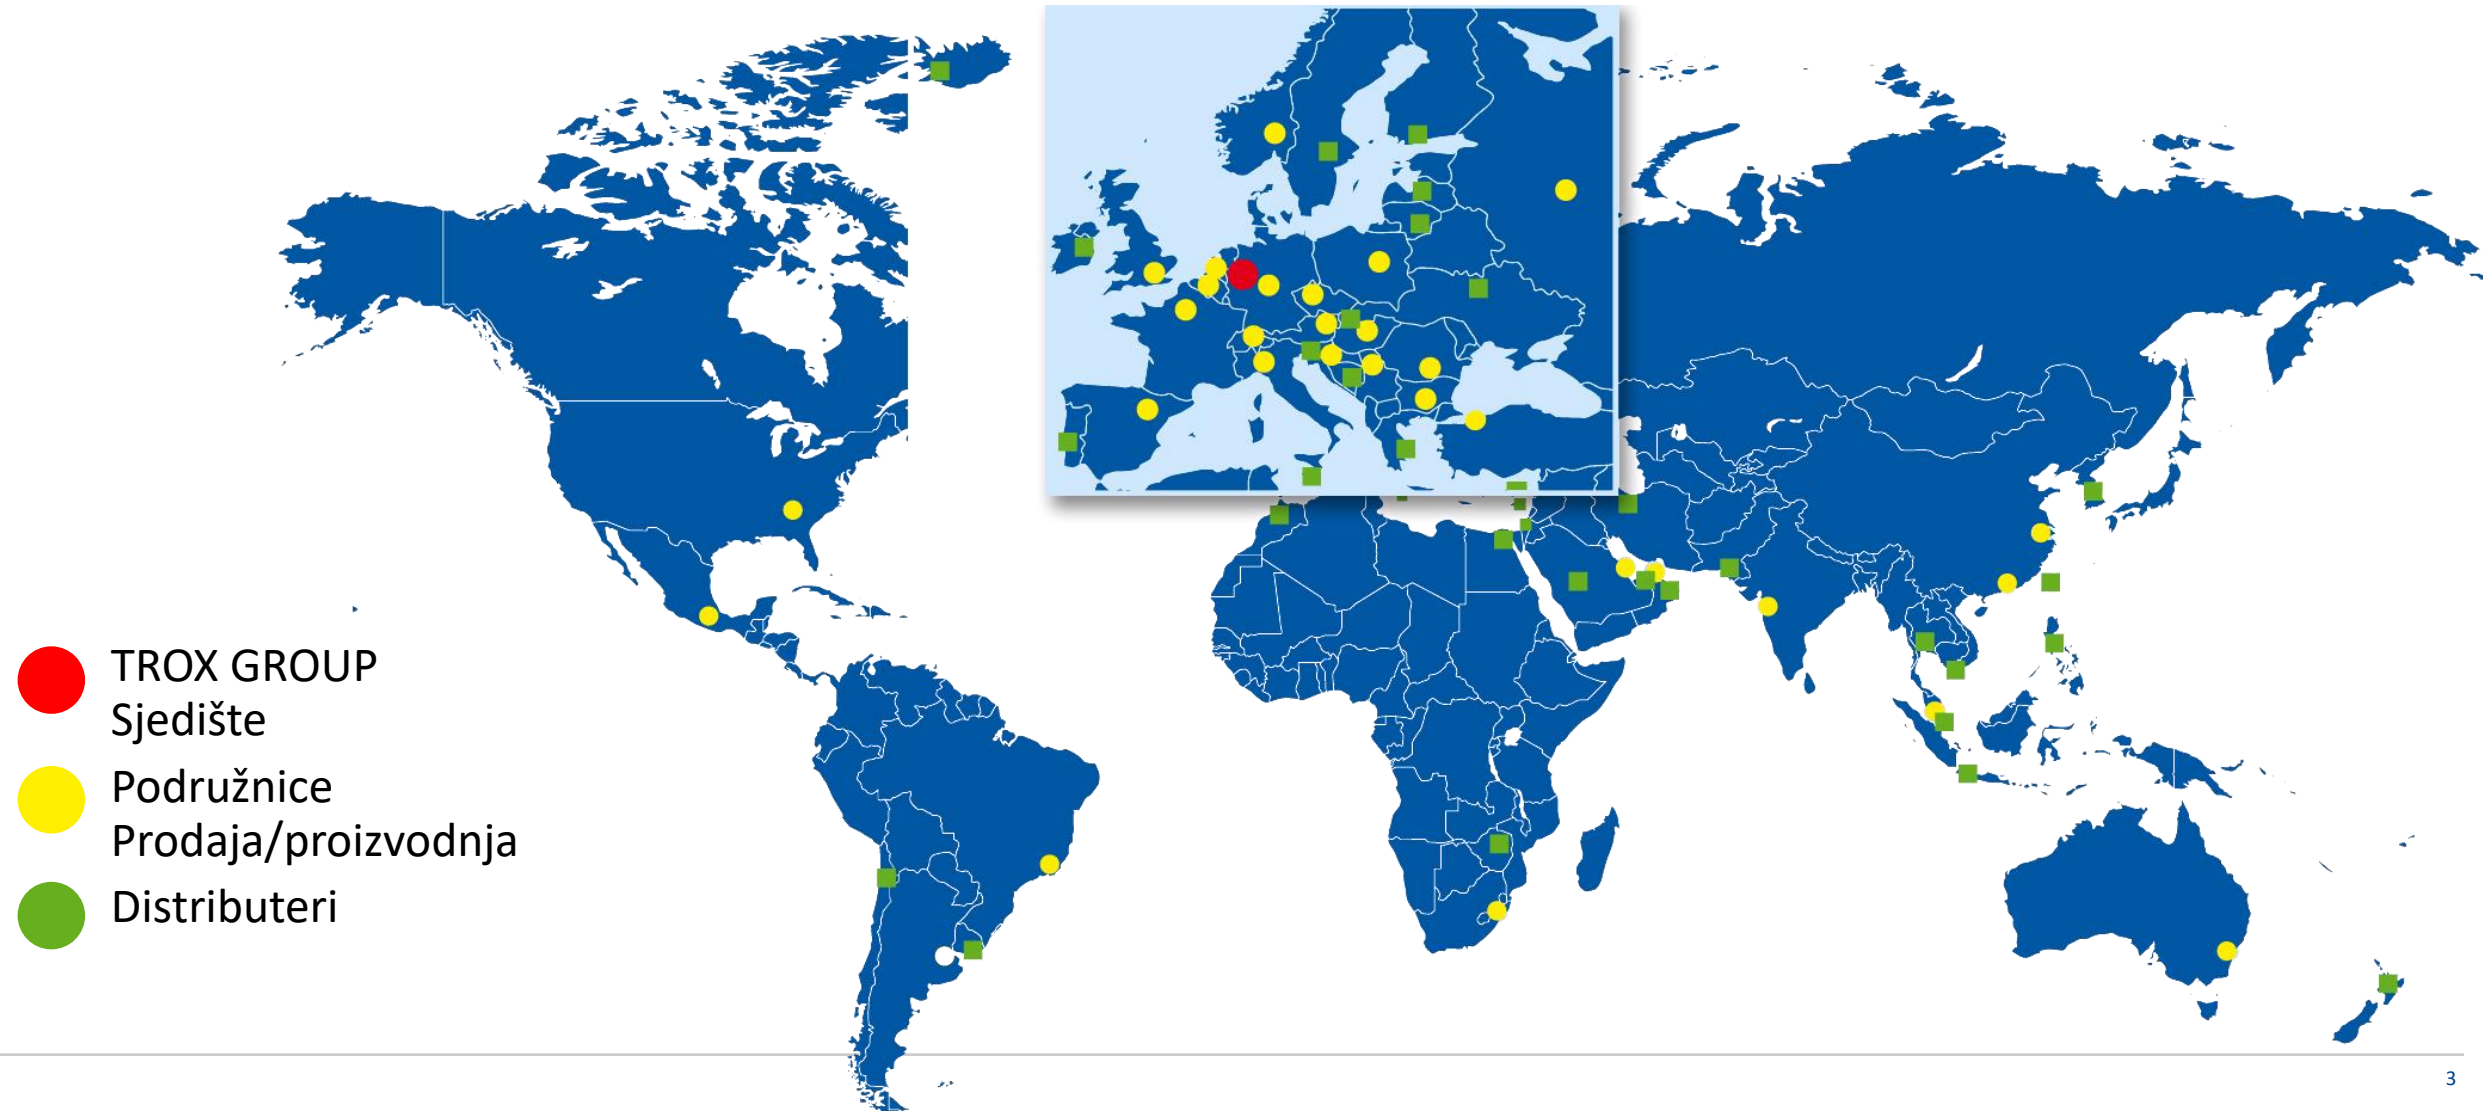 TROX GROUP
Sjedište
Podružnice
Prodaja/proizvodnja
Distributeri
3